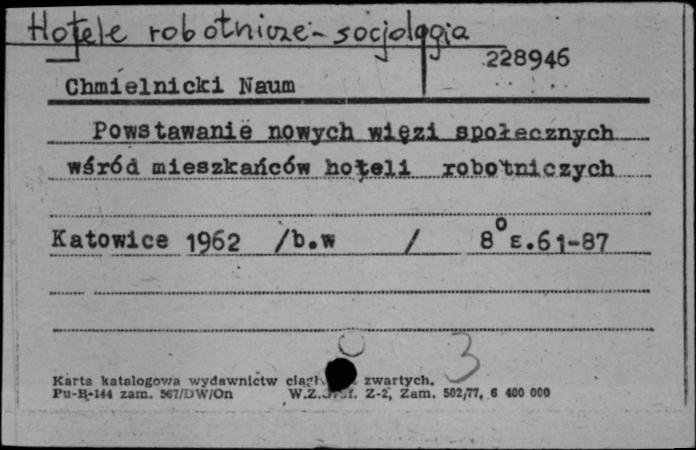 Hotele robotnicze - socjologia
228946
Chmielnicki Naum
Powstawanie nowych więzi społecznych
wśród mieszkańców hoteli robotniczych
Katowice 1962 /b.w / 8° s.61-87
3
Karta katalogowa wydawnictw zwartych.
Pu-B-144 zam. 567/DW/On W.Z. Z-2, Zam. 502/77, 6 400 000